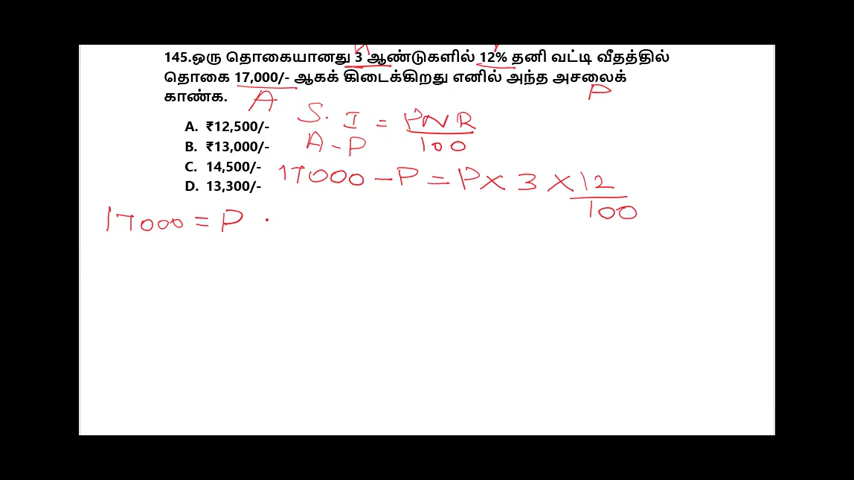 145.ஒரு தொகையானது 3 ஆண்டுகளில் 12% தனி வட்டி வீதத்தில்
தொகை 17,000/- ஆகக் கிடைக்கிறது எனில் அந்த அசலைக்
காண்க.
A
P
A. ₹12,500/-
B. ₹13,000/-
C. 14,500/-
D. 13,300/-
S. I = PNR/100
A - P
17000 - P = P × 3 × 12/100
17000 = P